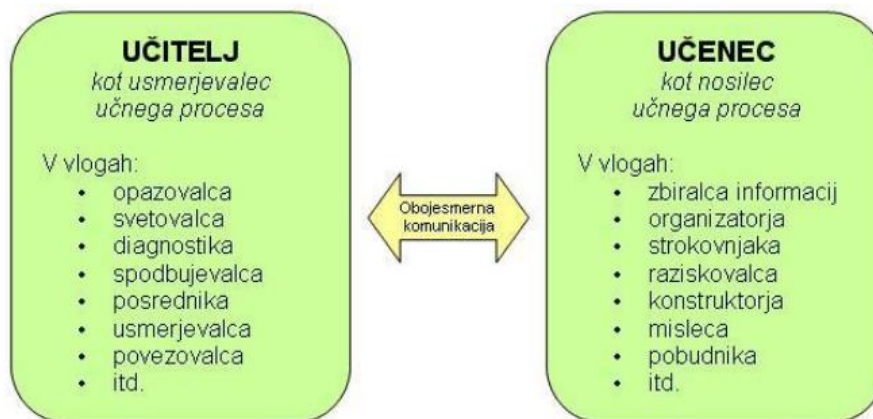 UČITELJ
kot usmerjevalec
učnega procesa
V vlogah:
• opazovalca
• svetovalca
• diagnostika
• spodbujevalca
• posrednika
• usmerjevalca
• povezovalca
• itd.
Obojesmerna
komunikacija
UČENEC
kot nosilec
učnega procesa
V vlogah:
• zbiralca informacij
• organizatorja
• strokovnjaka
• raziskovalca
• konstruktorja
• misleca
• pobudnika
• itd.